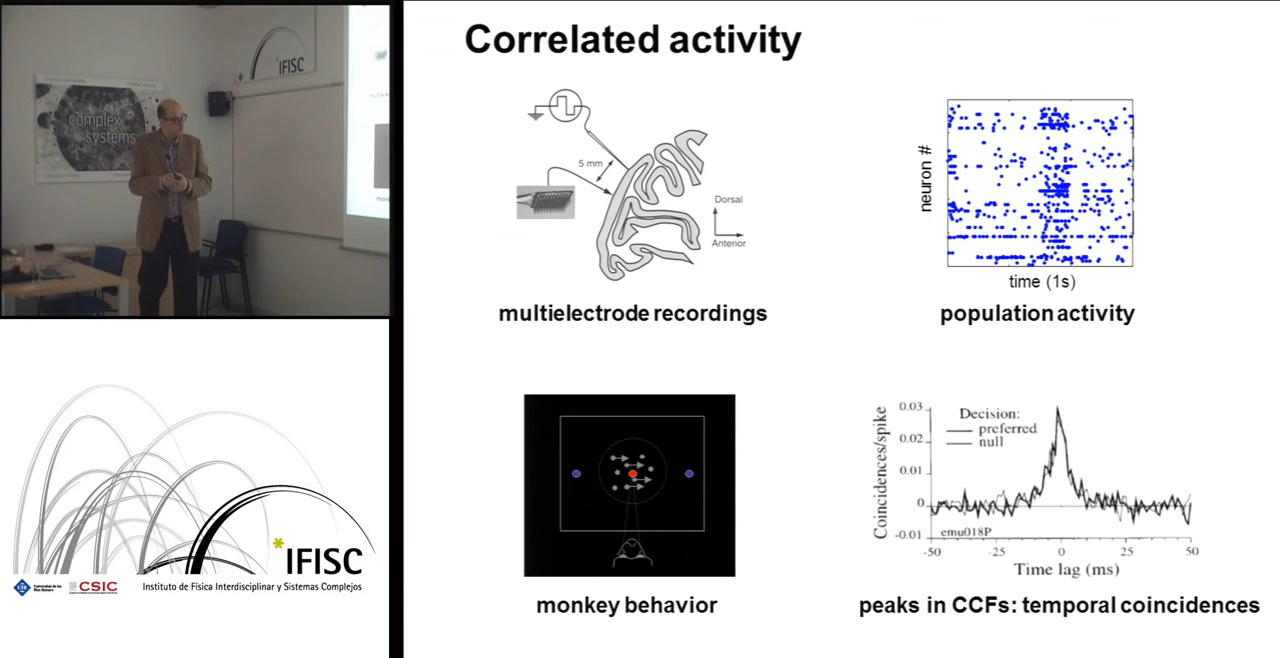 Correlated activity
IFISC
complex
systems
5 mm
Dorsal
Anterior
multielectrode recordings
neuron #
time (1s)
population activity
monkey behavior
Coincidences/spike
0.03
0.02
0.01
0
-0.01
Decision:
preferred
null
emu018P
-50
-25
0
25
50
Time lag (ms)
peaks in CCFs: temporal coincidences
*IFISC
UIB
CSIC
Instituto de Física Interdisciplinar y Sistemas Complejos